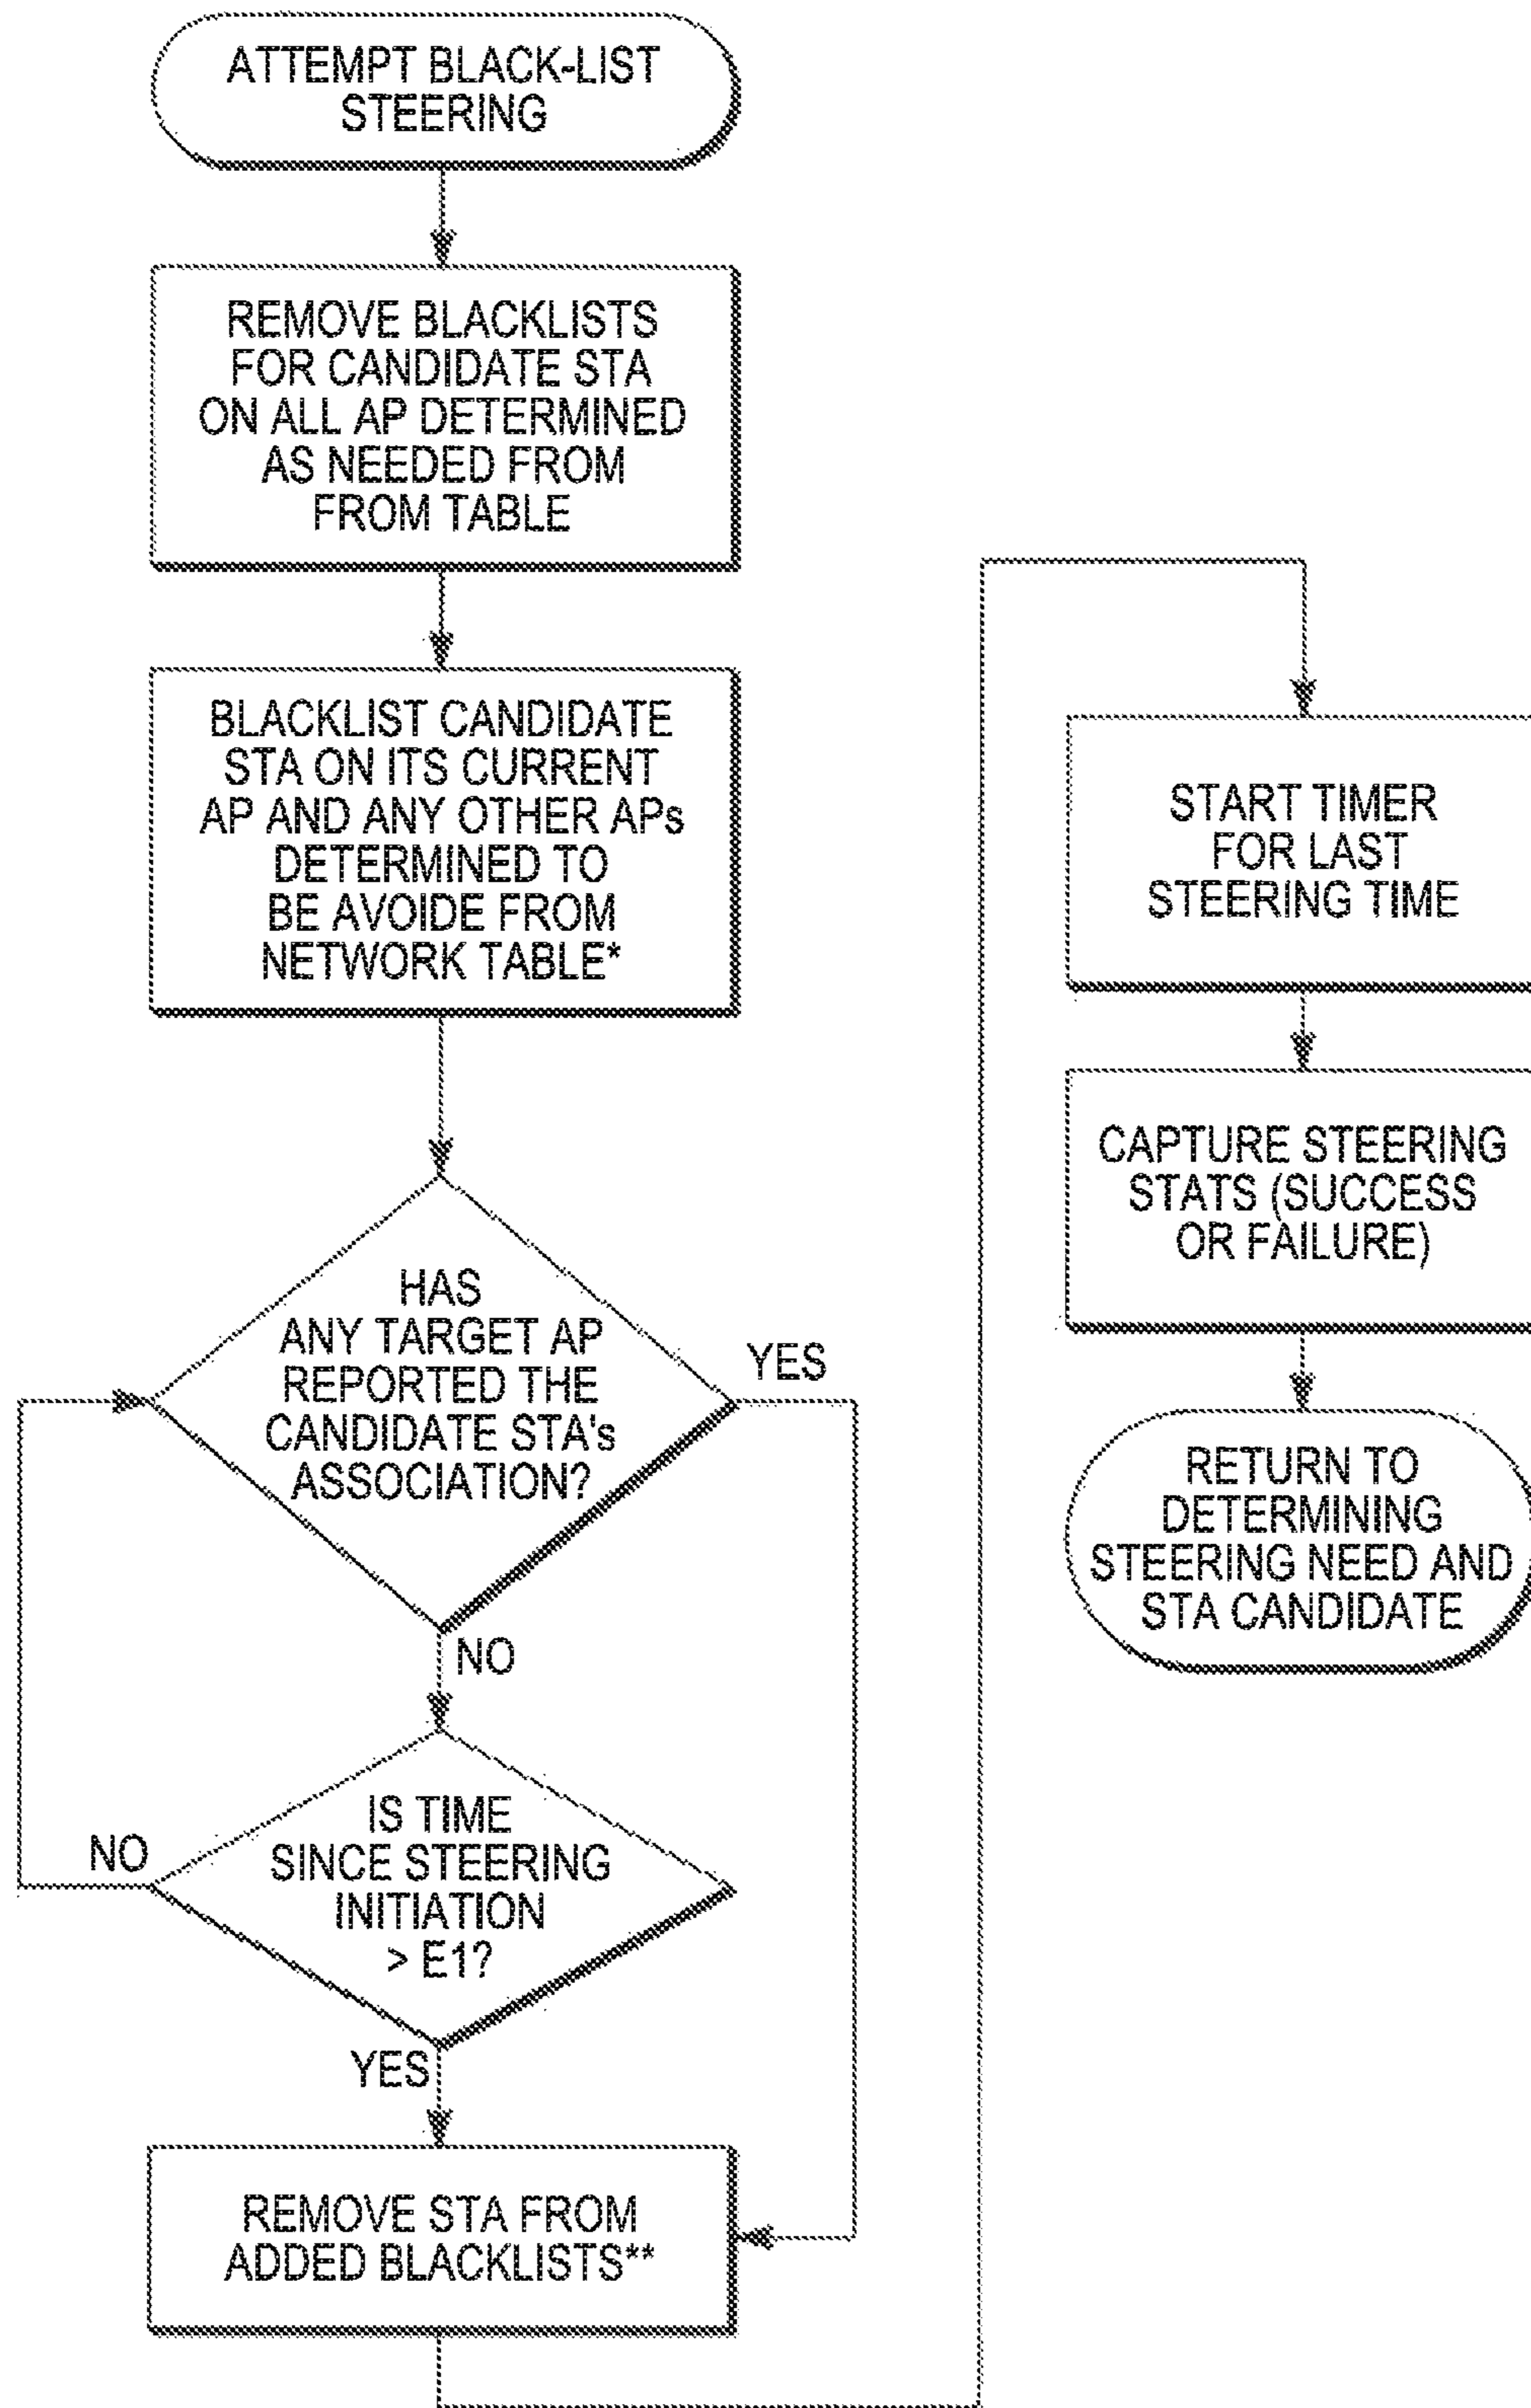 ATTEMPT BLACK-LIST
STEERING
REMOVE BLACKLISTS
FOR CANDIDATE STA
ON ALL AP DETERMINED
AS NEEDED FROM
FROM TABLE
BLACKLIST CANDIDATE
STA ON ITS CURRENT
AP AND ANY OTHER APs
DETERMINED TO
BE AVOIDE FROM
NETWORK TABLE*
HAS
ANY TARGET AP
REPORTED THE
CANDIDATE STA's
ASSOCIATION?
YES
NO
IS TIME
SINCE STEERING
INITIATION
> E1?
NO
YES
REMOVE STA FROM
ADDED BLACKLISTS**
START TIMER
FOR LAST
STEERING TIME
CAPTURE STEERING
STATS (SUCCESS
OR FAILURE)
RETURN TO
DETERMINING
STEERING NEED AND
STA CANDIDATE